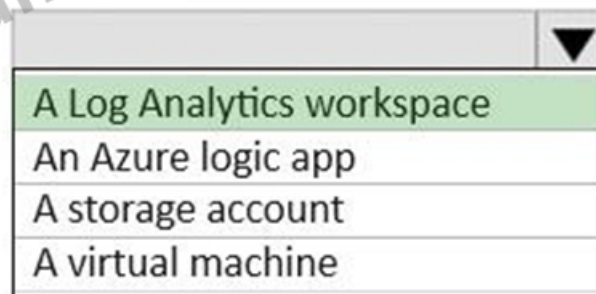 A Log Analytics workspace
An Azure logic app
A storage account
A virtual machine